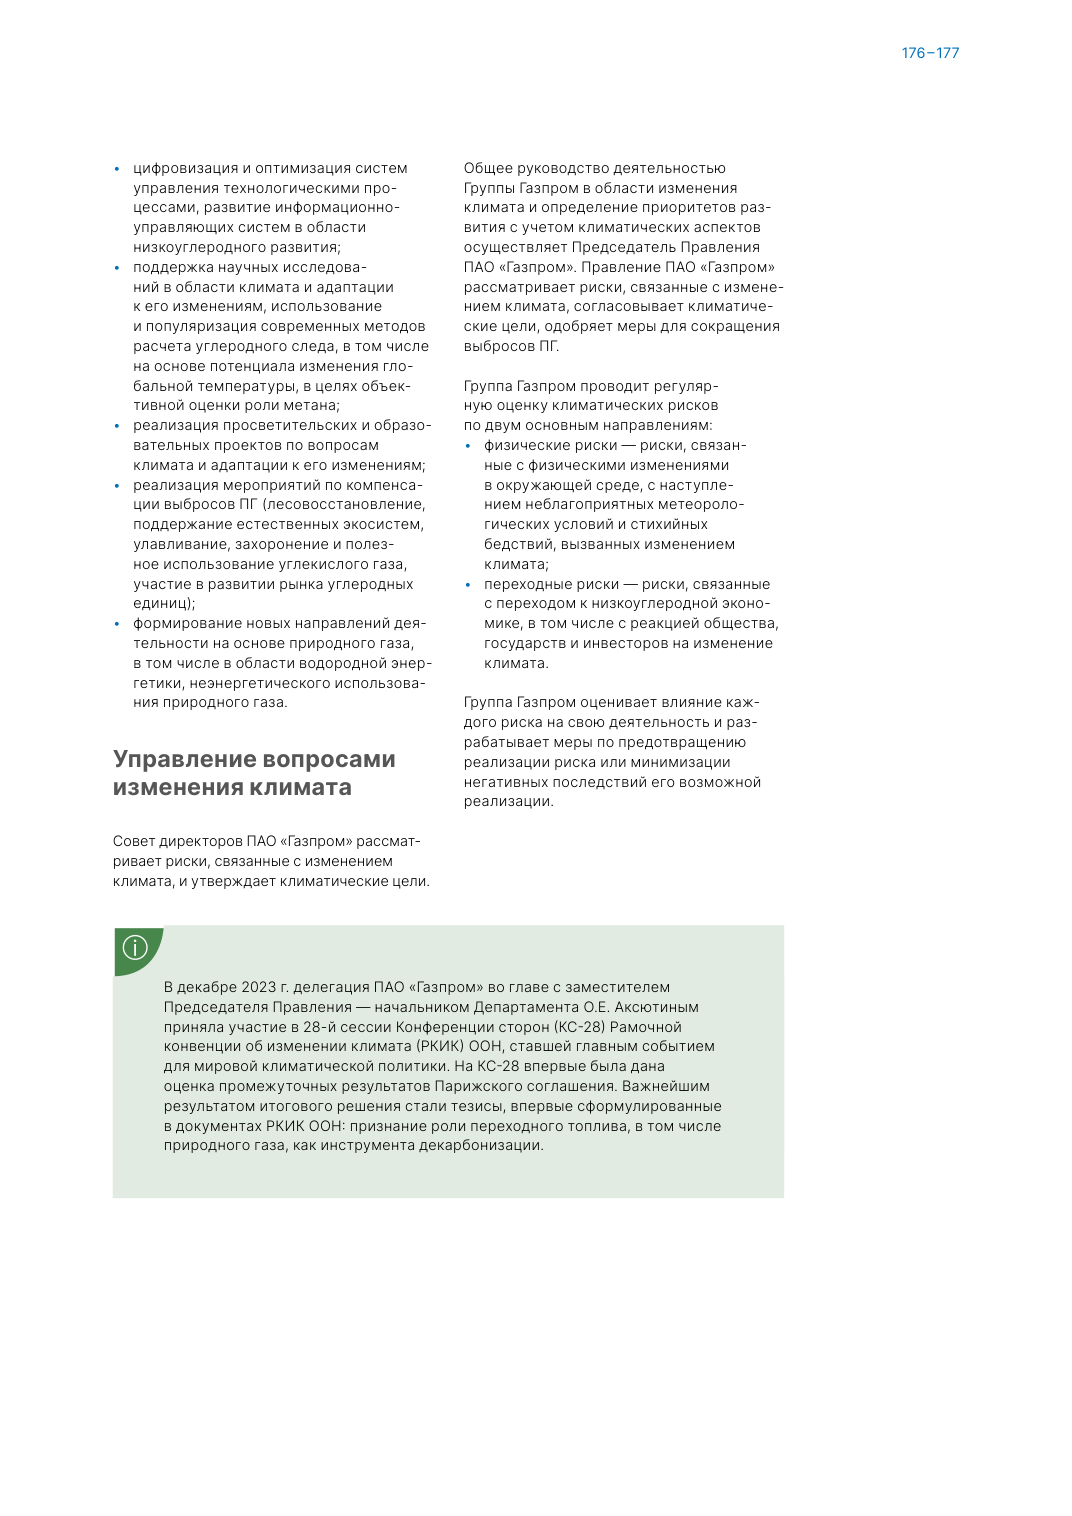 176–177
• цифровизация и оптимизация систем
управления технологическими про-
цессами, развитие информационно-
управляющих систем в области
низкоуглеродного развития;
• поддержка научных исследова-
ний в области климата и адаптации
к его изменениям, использование
и популяризация современных методов
расчета углеродного следа, в том числе
на основе потенциала изменения гло-
бальной температуры, в целях объек-
тивной оценки роли метана;
• реализация просветительских и образо-
вательных проектов по вопросам
климата и адаптации к его изменениям;
• реализация мероприятий по компенса-
ции выбросов ПГ (лесовосстановление,
поддержание естественных экосистем,
улавливание, захоронение и полез-
ное использование углекислого газа,
участие в развитии рынка углеродных
единиц);
• формирование новых направлений дея-
тельности на основе природного газа,
в том числе в области водородной энер-
гетики, неэнергетического использова-
ния природного газа.
Управление вопросами
изменения климата
Совет директоров ПАО «Газпром» рассмат-
ривает риски, связанные с изменением
климата, и утверждает климатические цели.
Общее руководство деятельностью
Группы Газпром в области изменения
климата и определение приоритетов раз-
вития с учетом климатических аспектов
осуществляет Председатель Правления
ПАО «Газпром». Правление ПАО «Газпром»
рассматривает риски, связанные с измене-
нием климата, согласовывает климатиче-
ские цели, одобряет меры для сокращения
выбросов ПГ.
Группа Газпром проводит регуляр-
ную оценку климатических рисков
по двум основным направлениям:
• физические риски — риски, связан-
ные с физическими изменениями
в окружающей среде, с наступле-
нием неблагоприятных метеороло-
гических условий и стихийных
бедствий, вызванных изменением
климата;
• переходные риски — риски, связанные
с переходом к низкоуглеродной эконо-
мике, в том числе с реакцией общества,
государств и инвесторов на изменение
климата.
Группа Газпром оценивает влияние каж-
дого риска на свою деятельность и раз-
рабатывает меры по предотвращению
реализации риска или минимизации
негативных последствий его возможной
реализации.
В декабре 2023 г. делегация ПАО «Газпром» во главе с заместителем
Председателя Правления — начальником Департамента О.Е. Аксютиным
приняла участие в 28-й сессии Конференции сторон (КС-28) Рамочной
конвенции об изменении климата (РКИК) ООН, ставшей главным событием
для мировой климатической политики. На КС-28 впервые была дана
оценка промежуточных результатов Парижского соглашения. Важнейшим
результатом итогового решения стали тезисы, впервые сформулированные
в документах РКИК ООН: признание роли переходного топлива, в том числе
природного газа, как инструмента декарбонизации.